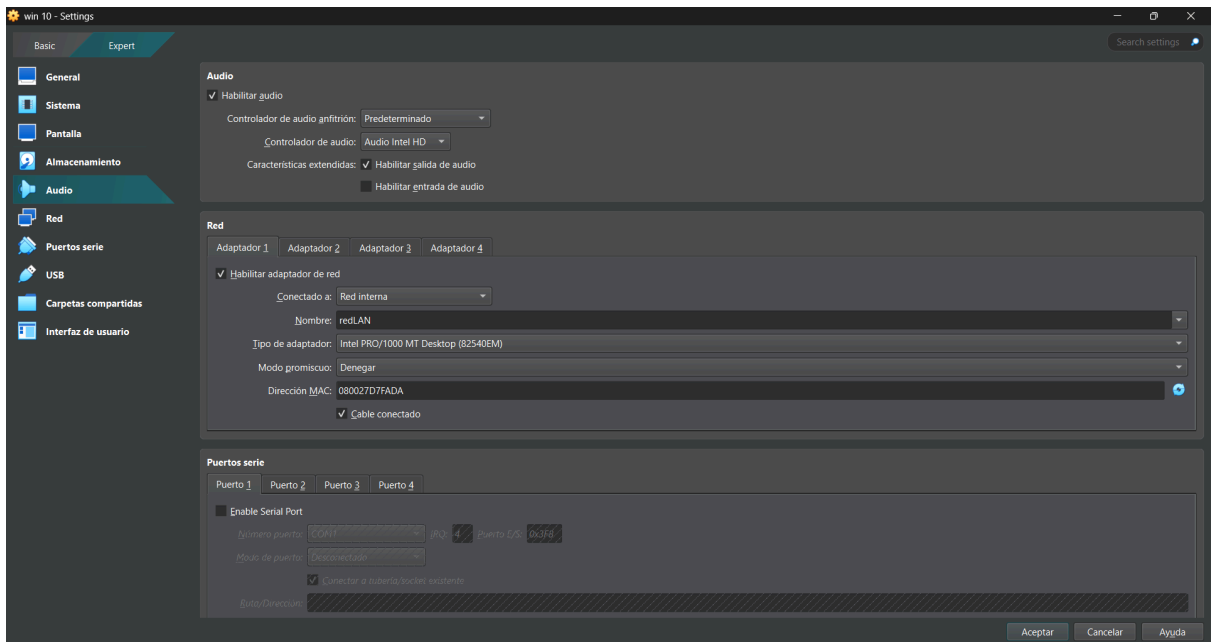 win 10 - Settings
Basic Expert
Search settings
General
Sistema
Pantalla
Almacenamiento
Audio
Red
Puertos serie
USB
Carpetas compartidas
Interfaz de usuario
Audio
Habilitar audio
Controlador de audio anfitrión: Predeterminado
Controlador de audio: Audio Intel HD
Características extendidas: Habilitar salida de audio
Habilitar entrada de audio
Red
Adaptador 1 Adaptador 2 Adaptador 3 Adaptador 4
Habilitar adaptador de red
Conectado a: Red interna
Nombre: redLAN
Tipo de adaptador: Intel PRO/1000 MT Desktop (82540EM)
Modo promiscuo: Denegar
Dirección MAC: 080027D7FADA
Cable conectado
Puertos serie
Puerto 1 Puerto 2 Puerto 3 Puerto 4
Enable Serial Port
Número puerto: COM1 IRQ: 4 Puerto E/S: 0x3F8
Modo de puerto: Desconectado
Conectar a tubería/socket existente
Ruta/Dirección:
Aceptar Cancelar Ayuda